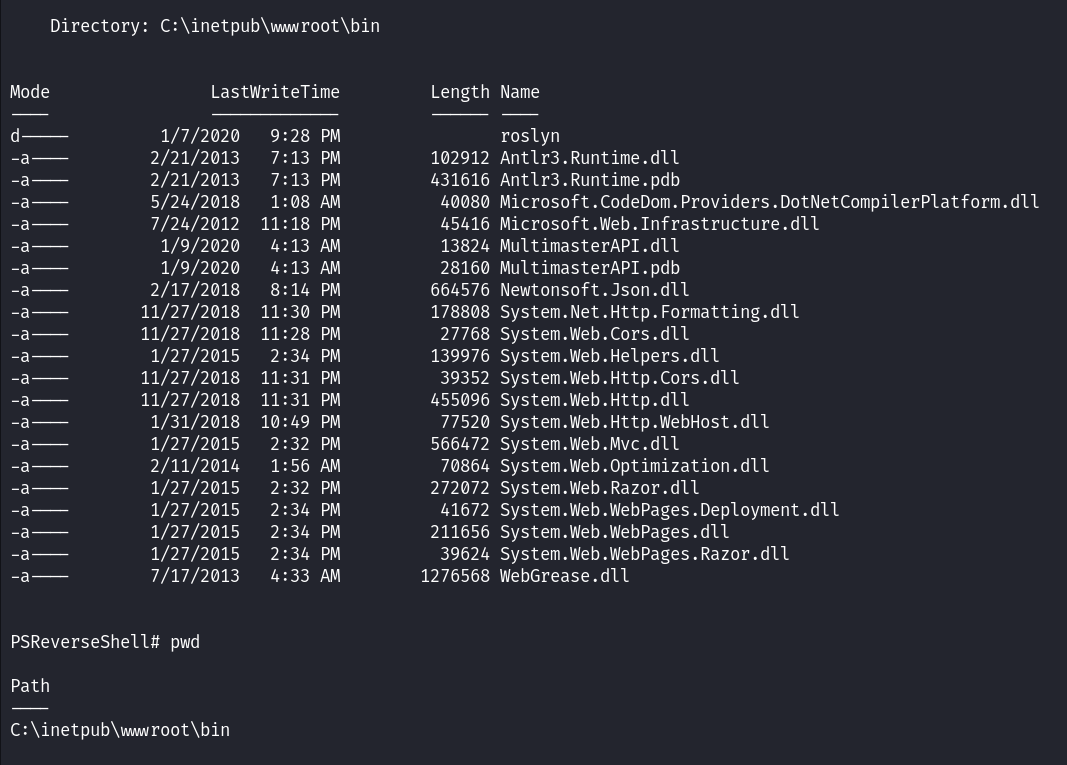 Directory: C:\inetpub\wwwroot\bin
Mode                LastWriteTime         Length Name
----                -------------         ------ ----
d-----         1/7/2020   9:28 PM                roslyn
-a----        2/21/2013   7:13 PM         102912 Antlr3.Runtime.dll
-a----        2/21/2013   7:13 PM         431616 Antlr3.Runtime.pdb
-a----        5/24/2018   1:08 AM          40080 Microsoft.CodeDom.Providers.DotNetCompilerPlatform.dll
-a----        7/24/2012  11:18 PM          45416 Microsoft.Web.Infrastructure.dll
-a----         1/9/2020   4:13 AM          13824 MultimasterAPI.dll
-a----         1/9/2020   4:13 AM          28160 MultimasterAPI.pdb
-a----        2/17/2018   8:14 PM         664576 Newtonsoft.Json.dll
-a----       11/27/2018  11:30 PM         178808 System.Net.Http.Formatting.dll
-a----       11/27/2018  11:28 PM          27768 System.Web.Cors.dll
-a----        1/27/2015   2:34 PM         139976 System.Web.Helpers.dll
-a----       11/27/2018  11:31 PM          39352 System.Web.Http.Cors.dll
-a----       11/27/2018  11:31 PM         455096 System.Web.Http.dll
-a----        1/31/2018  10:49 PM          77520 System.Web.Http.WebHost.dll
-a----        1/27/2015   2:32 PM         566472 System.Web.Mvc.dll
-a----        2/11/2014   1:56 AM          70864 System.Web.Optimization.dll
-a----        1/27/2015   2:32 PM         272072 System.Web.Razor.dll
-a----        1/27/2015   2:34 PM          41672 System.Web.WebPages.Deployment.dll
-a----        1/27/2015   2:34 PM         211656 System.Web.WebPages.dll
-a----        1/27/2015   2:34 PM          39624 System.Web.WebPages.Razor.dll
-a----        7/17/2013   4:33 AM        1276568 WebGrease.dll
PSReverseShell# pwd
Path
----
C:\inetpub\wwwroot\bin